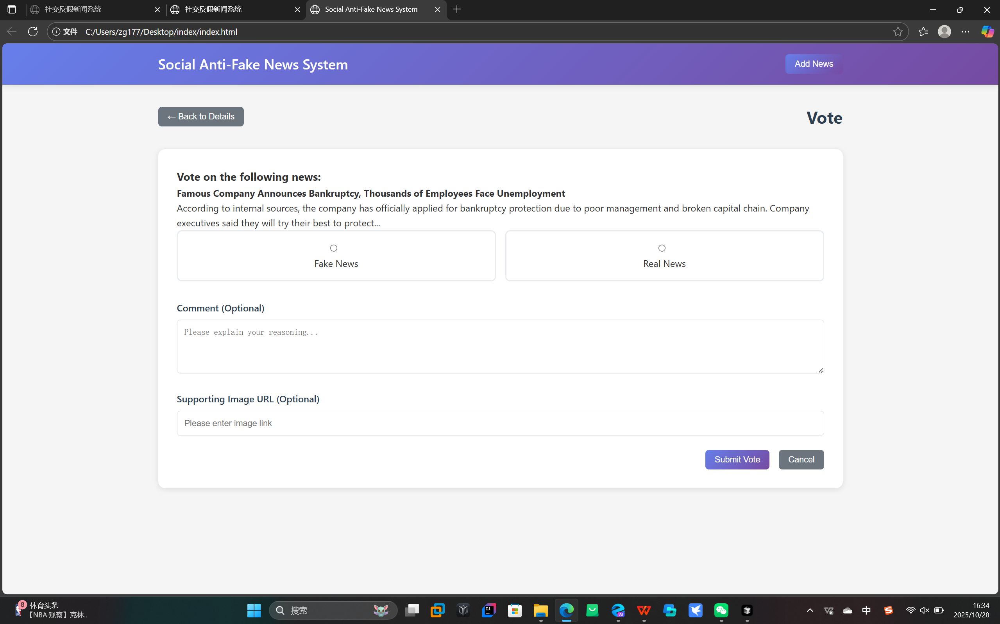 社交反假新闻系统
社交反假新闻系统
Social Anti-Fake News System
文件 C:/Users/zg177/Desktop/index/index.html
Social Anti-Fake News System
Add News
← Back to Details
Vote
Vote on the following news:
Famous Company Announces Bankruptcy, Thousands of Employees Face Unemployment
According to internal sources, the company has officially applied for bankruptcy protection due to poor management and broken capital chain. Company
executives said they will try their best to protect...
Fake News
Real News
Comment (Optional)
Please explain your reasoning...
Supporting Image URL (Optional)
Please enter image link
Submit Vote
Cancel
8
体育头条
【NBA·观察】克林..
搜索
IJ
AI
中
16:34
2025/10/28